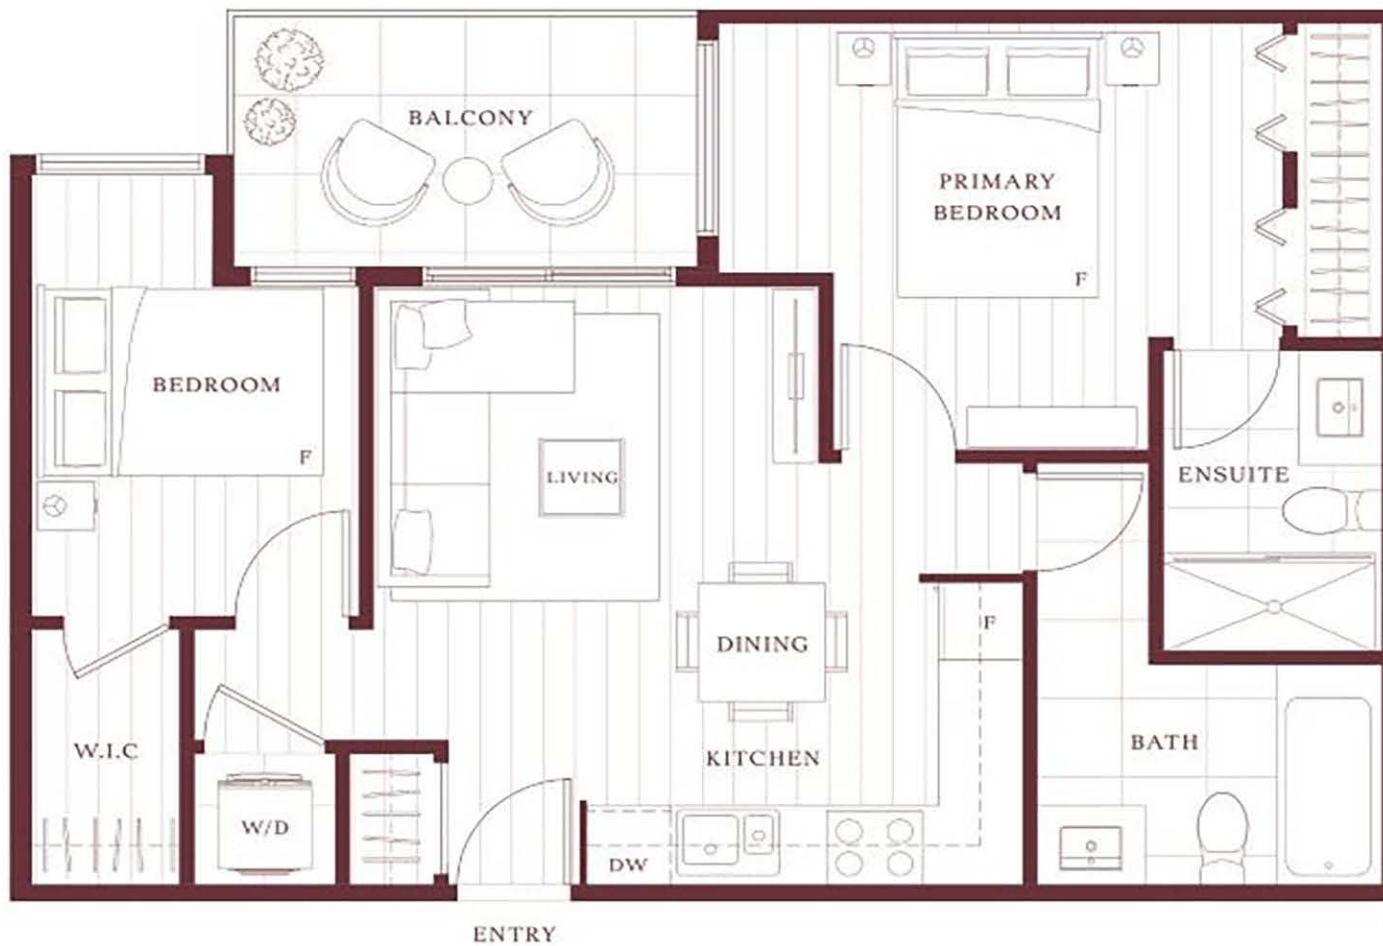 BALCONY
PRIMARY
BEDROOM
F
BEDROOM
F
LIVING
ENSUITE
DINING
F
KITCHEN
W.I.C
BATH
W/D
DW
ENTRY